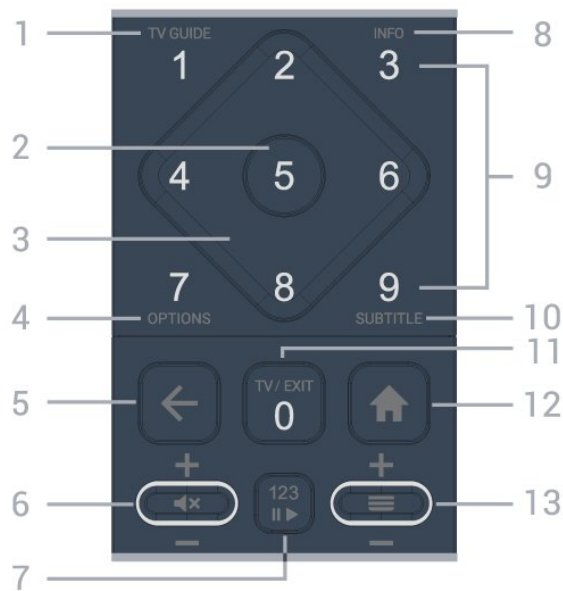 1 TV GUIDE INFO 8
1 2 3
2 9
4 5 6
3
7 8 9
4 OPTIONS SUBTITLE 10
11
5 TV / EXIT 12
0
+ +
6 123 13
− −
7